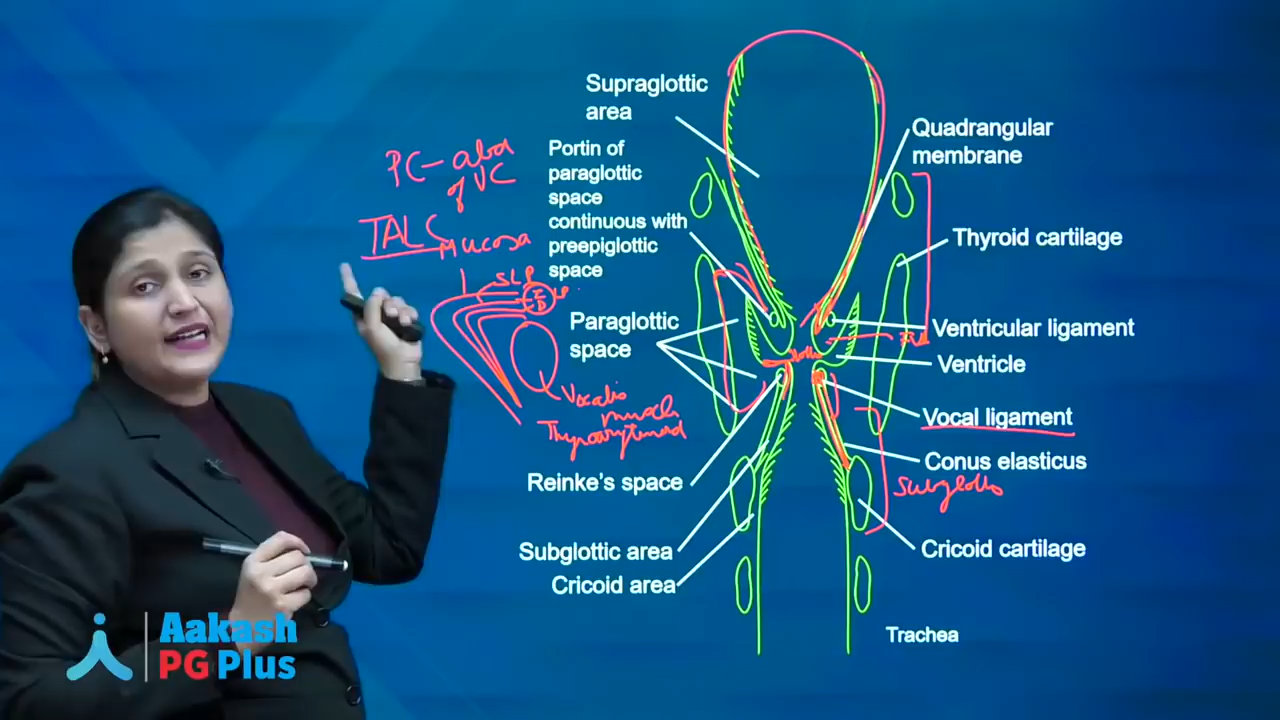 Supraglottic
area
Quadrangular
membrane
PC - abd
of VC
Portin of
paraglottic
space
continuous with
preepiglottic
space
TALC
Mucosa
SLP
Thyroid cartilage
Paraglottic
space
Ventricular ligament
Ventricle
Vocalis
muscle
Thyroarytenoid
Vocal ligament
Conus elasticus
Reinke's space
Subglottis
Subglottic area
Cricoid area
Cricoid cartilage
Trachea
Aakash
PG Plus